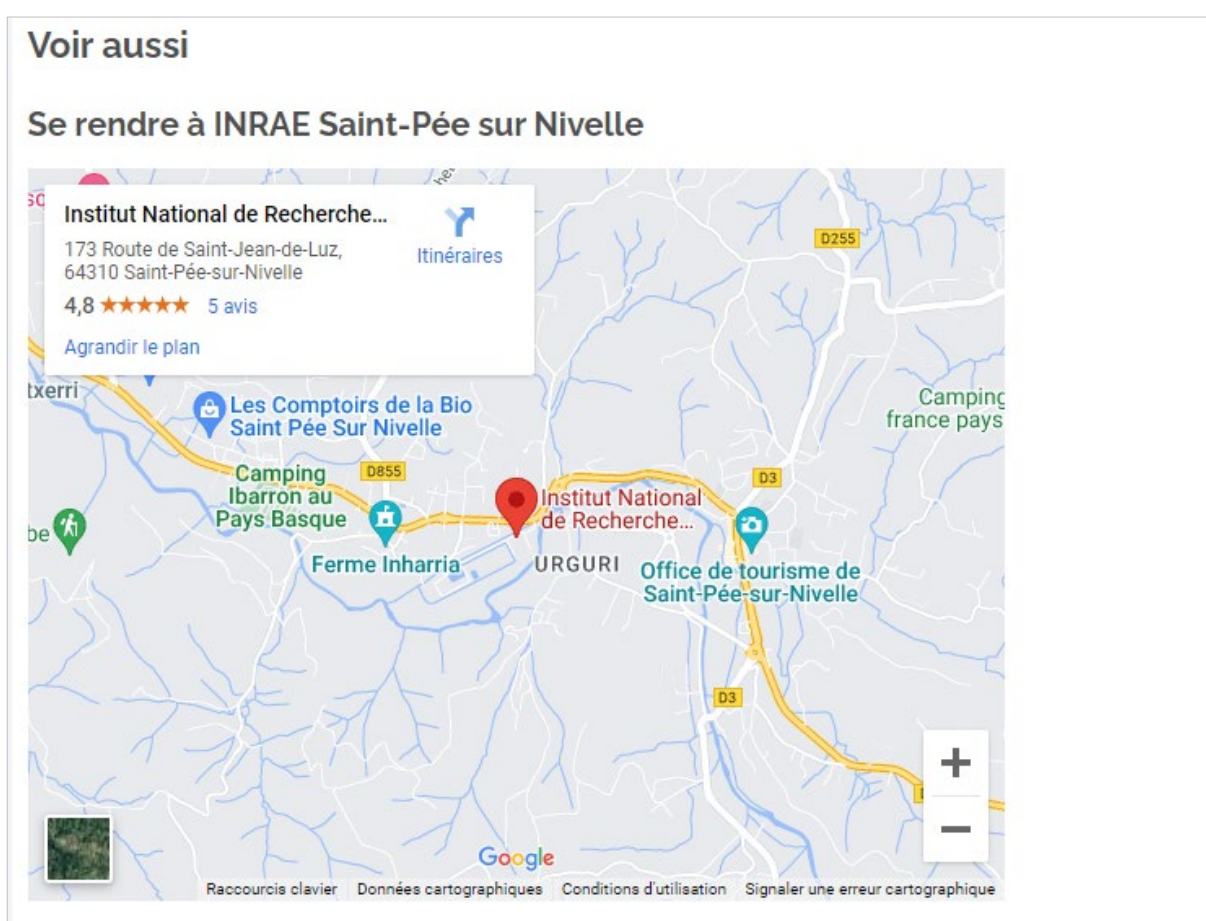 Voir aussi
Se rendre à INRAE Saint-Pée sur Nivelle
Institut National de Recherche...
173 Route de Saint-Jean-de-Luz,
64310 Saint-Pée-sur-Nivelle
Itinéraires
4,8 ★★★★★ 5 avis
Agrandir le plan
D255
txerri
Les Comptoirs de la Bio
Saint Pée Sur Nivelle
Camping
france pays
Camping
Ibarron au
Pays Basque
D855
D3
Institut National
de Recherche...
be
Ferme Inharria
URGURI
Office de tourisme de
Saint-Pée-sur-Nivelle
D3
+
−
Google
Raccourcis clavier Données cartographiques Conditions d'utilisation Signaler une erreur cartographique